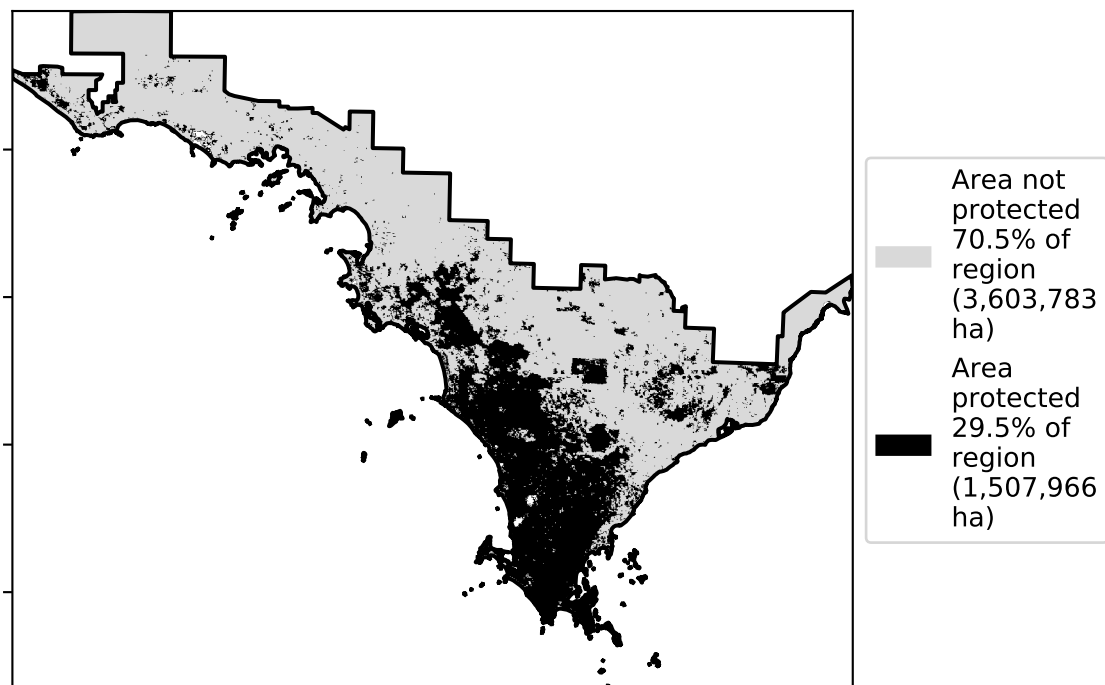 Area not
protected
70.5% of
region
(3,603,783
ha)
Area
protected
29.5% of
region
(1,507,966
ha)